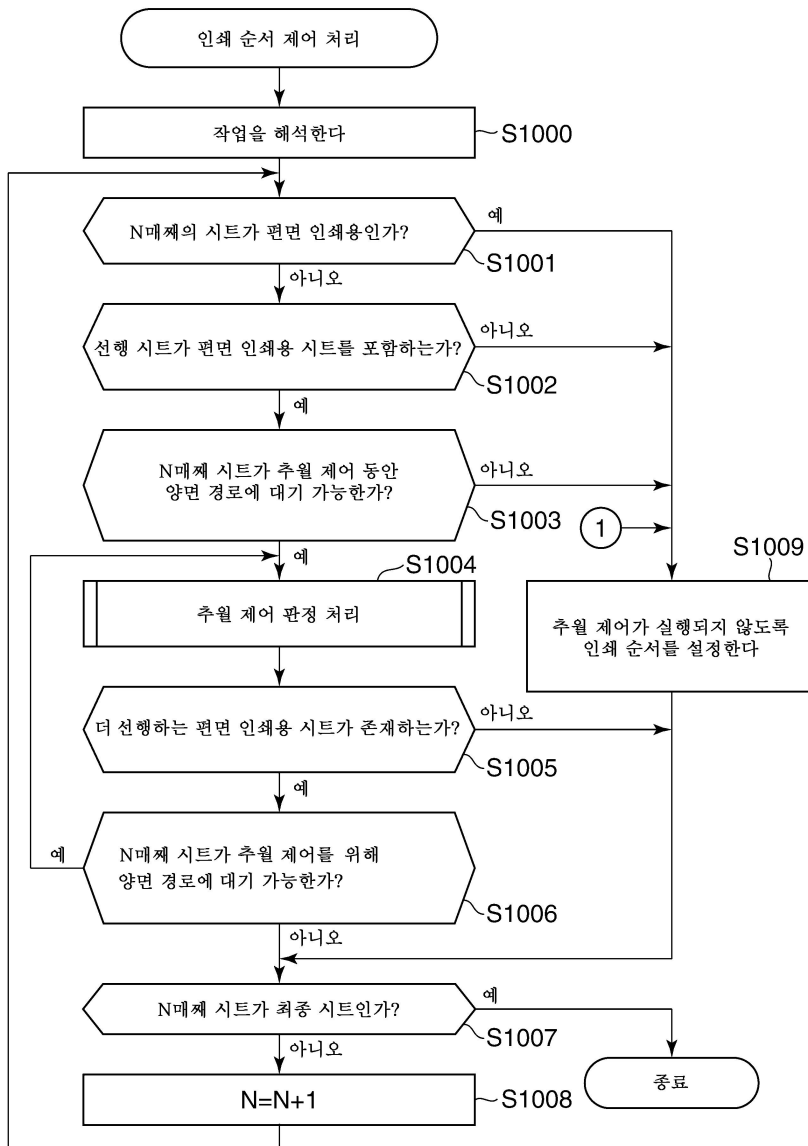 인쇄 순서 제어 처리
작업을 해석한다
S1000
N매째의 시트가 편면 인쇄용인가?
예
S1001
아니오
선행 시트가 편면 인쇄용 시트를 포함하는가?
아니오
S1002
예
N매째 시트가 추월 제어 동안
양면 경로에 대기 가능한가?
아니오
S1003
1
예
S1004
S1009
추월 제어 판정 처리
추월 제어가 실행되지 않도록
인쇄 순서를 설정한다
더 선행하는 편면 인쇄용 시트가 존재하는가?
아니오
S1005
예
예
N매째 시트가 추월 제어를 위해
양면 경로에 대기 가능한가?
S1006
아니오
N매째 시트가 최종 시트인가?
예
S1007
아니오
종료
N=N+1
S1008